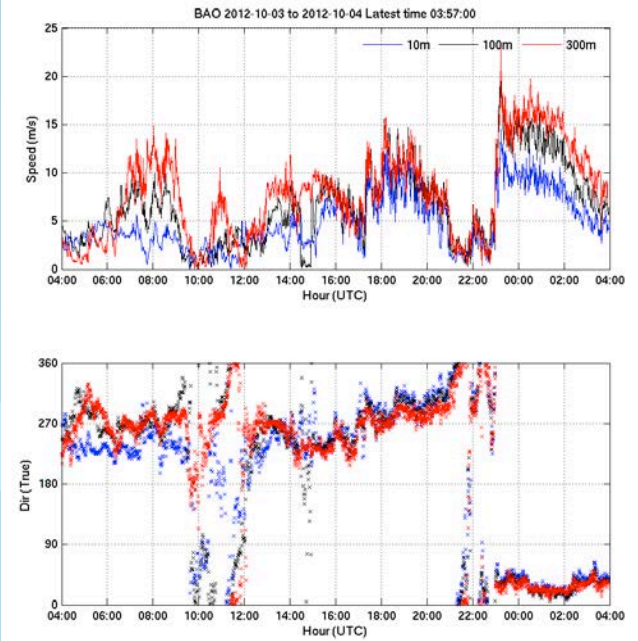 BAO 2012-10-03 to 2012-10-04 Latest time 03:57:00
10m 100m 300m
25
20
15
10
5
0
Speed (m/s)
04:00 06:00 08:00 10:00 12:00 14:00 16:00 18:00 20:00 22:00 00:00 02:00 04:00
Hour (UTC)
360
270
180
90
0
Dir (True)
04:00 06:00 08:00 10:00 12:00 14:00 16:00 18:00 20:00 22:00 00:00 02:00 04:00
Hour (UTC)